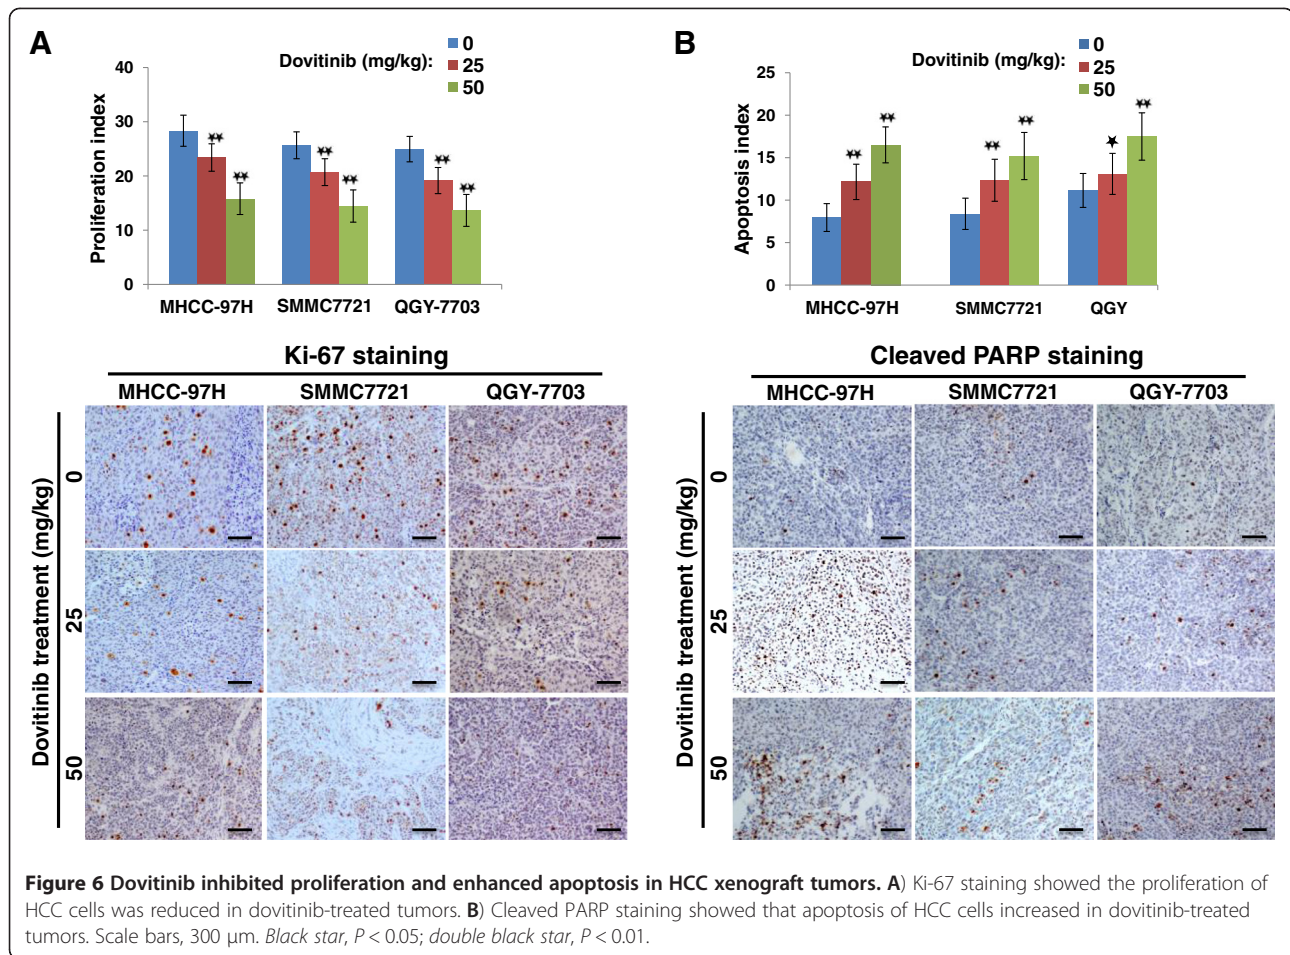 A
Dovitinib (mg/kg):
0
25
50
Proliferation index
40
30
20
10
0
MHCC-97H SMMC7721 QGY-7703
Ki-67 staining
MHCC-97H SMMC7721 QGY-7703
Dovitinib treatment (mg/kg)
0
25
50
B
Dovitinib (mg/kg):
0
25
50
Apoptosis index
25
20
15
10
5
0
MHCC-97H SMMC7721 QGY
Cleaved PARP staining
MHCC-97H SMMC7721 QGY-7703
Dovitinib treatment (mg/kg)
0
25
50
Figure 6 Dovitinib inhibited proliferation and enhanced apoptosis in HCC xenograft tumors. A) Ki-67 staining showed the proliferation of
HCC cells was reduced in dovitinib-treated tumors. B) Cleaved PARP staining showed that apoptosis of HCC cells increased in dovitinib-treated
tumors. Scale bars, 300 μm. Black star, P < 0.05; double black star, P < 0.01.